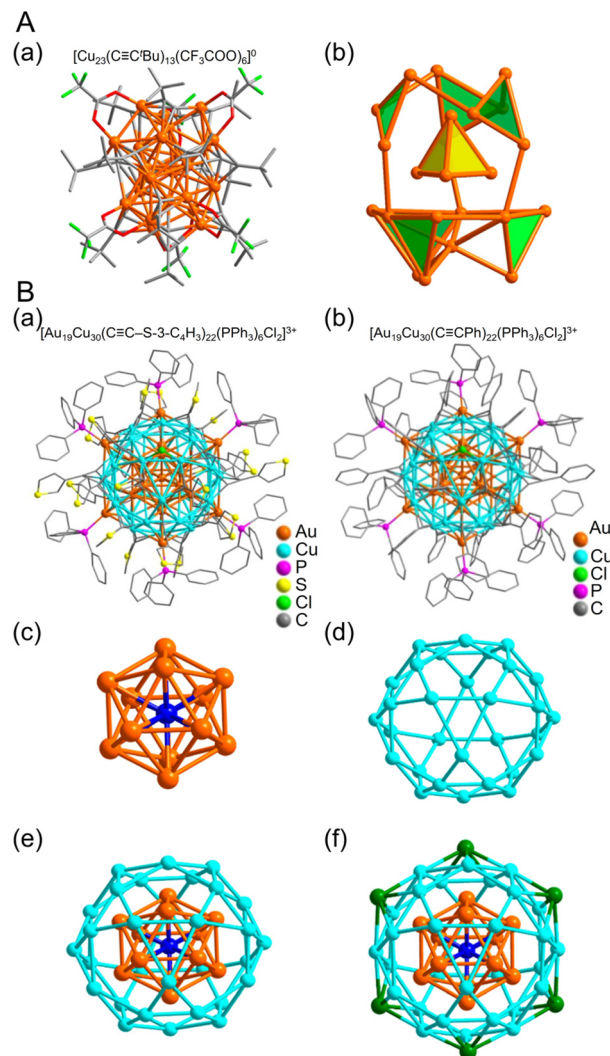 A
(a)
(b)
[Cu₂₃(C≡CᵗBu)₁₃(CF₃COO)₆]⁰
B
(a)
(b)
[Au₁₉Cu₃₀(C≡C–S-3-C₄H₃)₂₂(PPh₃)₆Cl₂]³⁺
[Au₁₉Cu₃₀(C≡CPh)₂₂(PPh₃)₆Cl₂]³⁺
Au
Cu
P
S
Cl
C
Au
Cu
Cl
P
C
(c)
(d)
(e)
(f)